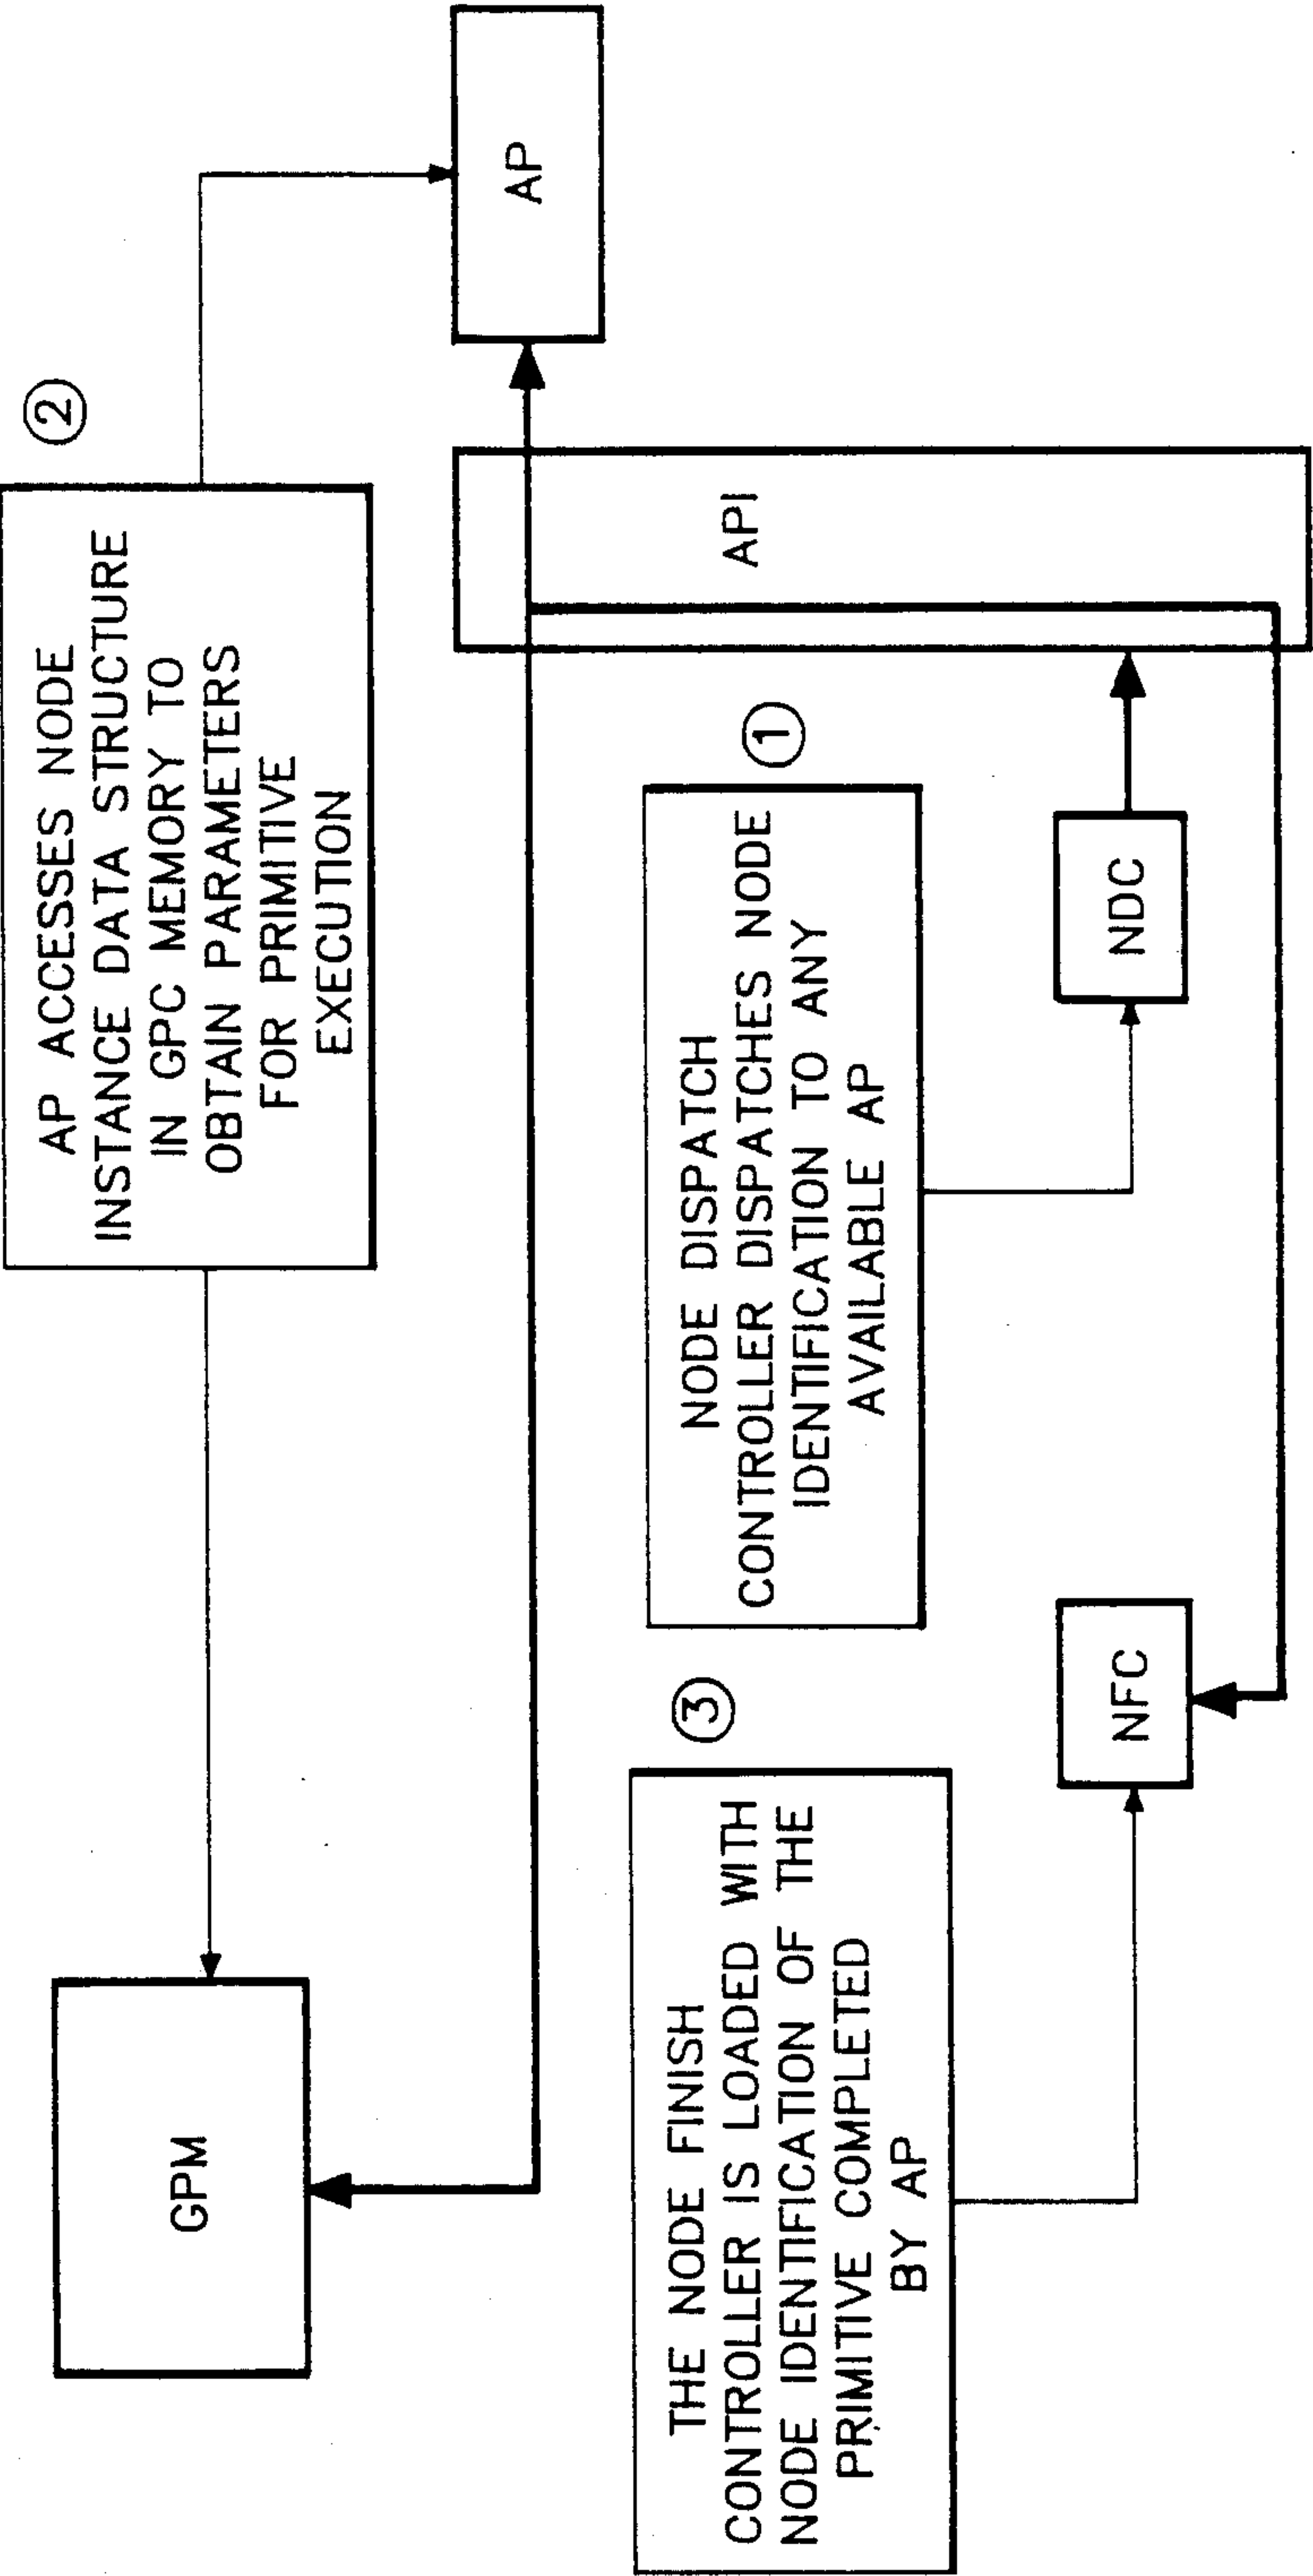 GPM
AP ACCESSES NODE
INSTANCE DATA STRUCTURE
IN GPC MEMORY TO
OBTAIN PARAMETERS
FOR PRIMITIVE
EXECUTION
②
AP
THE NODE FINISH
CONTROLLER IS LOADED WITH
NODE IDENTIFICATION OF THE
PRIMITIVE COMPLETED
BY AP
③
NODE DISPATCH
CONTROLLER DISPATCHES NODE
IDENTIFICATION TO ANY
AVAILABLE AP
①
API
NFC
NDC